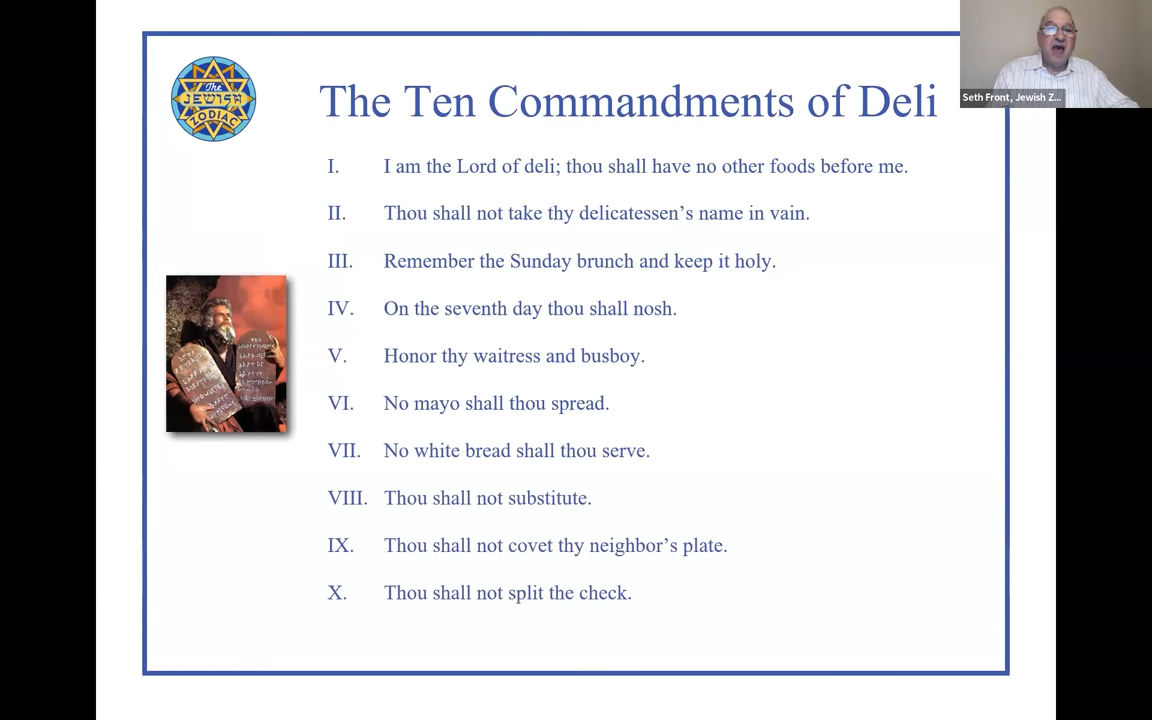 The
JEWISH
ZODIAC
The Ten Commandments of Deli
Seth Front, Jewish Z...
I. I am the Lord of deli; thou shall have no other foods before me.
II. Thou shall not take thy delicatessen’s name in vain.
III. Remember the Sunday brunch and keep it holy.
IV. On the seventh day thou shall nosh.
V. Honor thy waitress and busboy.
VI. No mayo shall thou spread.
VII. No white bread shall thou serve.
VIII. Thou shall not substitute.
IX. Thou shall not covet thy neighbor’s plate.
X. Thou shall not split the check.